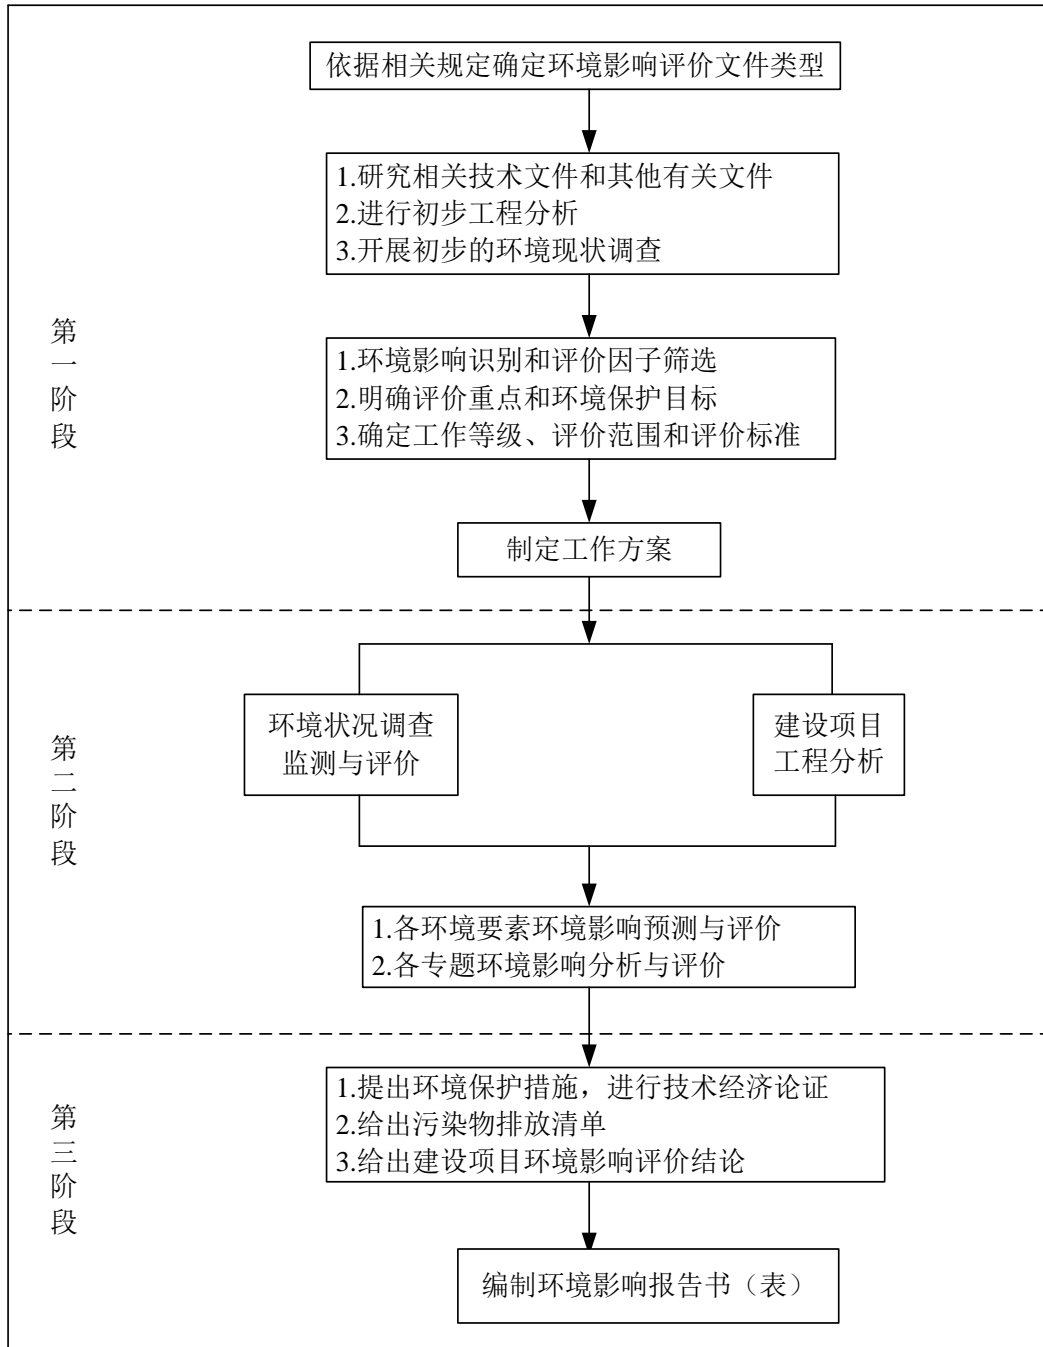 依据相关规定确定环境影响评价文件类型
1.研究相关技术文件和其他有关文件
2.进行初步工程分析
3.开展初步的环境现状调查
第一阶段
1.环境影响识别和评价因子筛选
2.明确评价重点和环境保护目标
3.确定工作等级、评价范围和评价标准
制定工作方案
第二阶段
环境状况调查
监测与评价
建设项目
工程分析
1.各环境要素环境影响预测与评价
2.各专题环境影响分析与评价
第三阶段
1.提出环境保护措施，进行技术经济论证
2.给出污染物排放清单
3.给出建设项目环境影响评价结论
编制环境影响报告书（表）